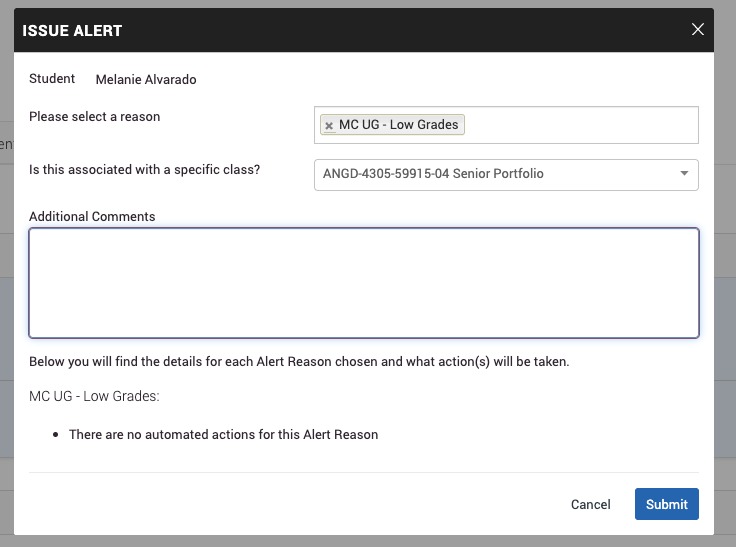 ISSUE ALERT
Student Melanie Alvarado
Please select a reason
MC UG - Low Grades
Is this associated with a specific class?
ANGD-4305-59915-04 Senior Portfolio
Additional Comments
Below you will find the details for each Alert Reason chosen and what action(s) will be taken.
MC UG - Low Grades:
• There are no automated actions for this Alert Reason
Cancel Submit